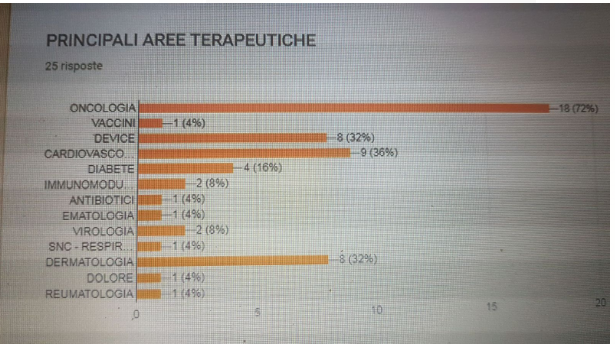 PRINCIPALI AREE TERAPEUTICHE
25 risposte
ONCOLOGIA 18 (72%)
VACCINI 1 (4%)
DEVICE 8 (32%)
CARDIOVASCO... 9 (36%)
DIABETE 4 (16%)
IMMUNOMODU... 2 (8%)
ANTIBIOTICI 1 (4%)
EMATOLOGIA 1 (4%)
VIROLOGIA 2 (8%)
SNC - RESPIR... 1 (4%)
DERMATOLOGIA 8 (32%)
DOLORE 1 (4%)
REUMATOLOGIA 1 (4%)
0 5 10 15 20